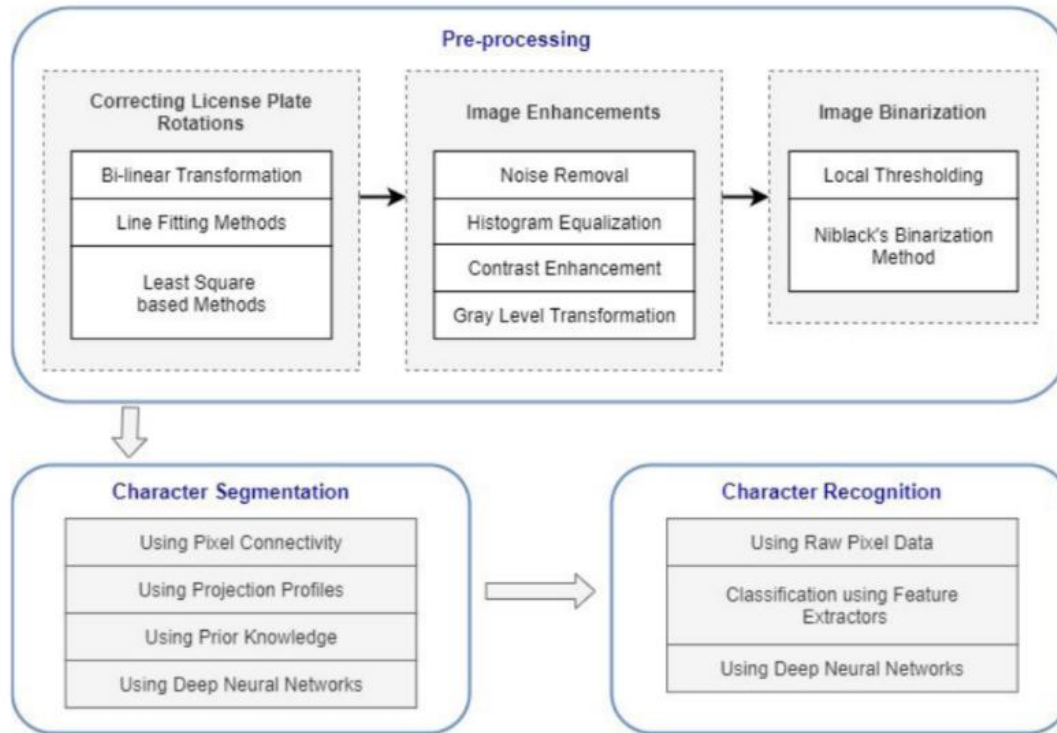 Pre-processing
Correcting License Plate
Rotations
Bi-linear Transformation
Line Fitting Methods
Least Square
based Methods
Image Enhancements
Noise Removal
Histogram Equalization
Contrast Enhancement
Gray Level Transformation
Image Binarization
Local Thresholding
Niblack's Binarization
Method
Character Segmentation
Using Pixel Connectivity
Using Projection Profiles
Using Prior Knowledge
Using Deep Neural Networks
Character Recognition
Using Raw Pixel Data
Classification using Feature
Extractors
Using Deep Neural Networks